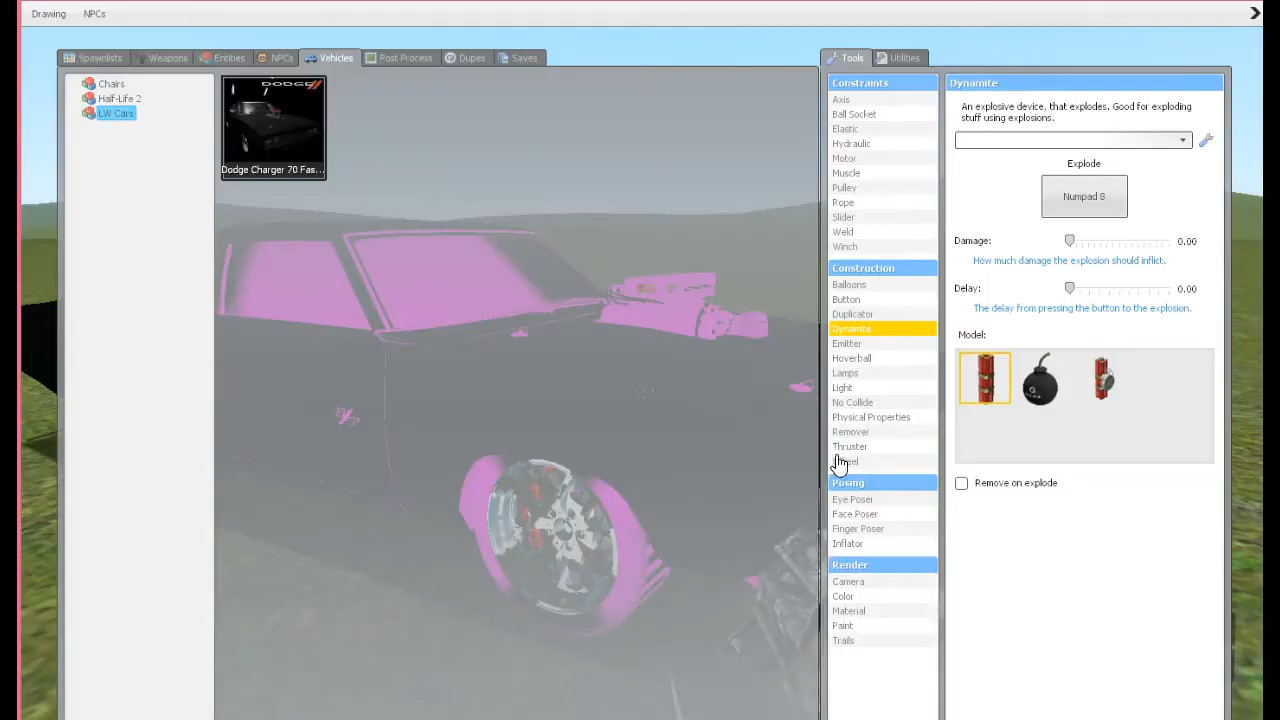 Drawing NPCs
Spawnlists Weapons Entities NPCs Vehicles Post Process Dupes Saves
Chairs
Half-Life 2
LW Cars
DODGE
Dodge Charger 70 Fas...
Tools Utilities
Constraints
Axis
Ball Socket
Elastic
Hydraulic
Motor
Muscle
Pulley
Rope
Slider
Weld
Winch
Construction
Balloons
Button
Duplicator
Dynamite
Emitter
Hoverball
Lamps
Light
No Collide
Physical Properties
Remover
Thruster
Posing
Eye Poser
Face Poser
Finger Poser
Inflator
Render
Camera
Color
Material
Paint
Trails
Dynamite
An explosive device, that explodes. Good for exploding
stuff using explosions.
Explode
Numpad 8
Damage: 0.00
How much damage the explosion should inflict.
Delay: 0.00
The delay from pressing the button to the explosion.
Model:
Remove on explode